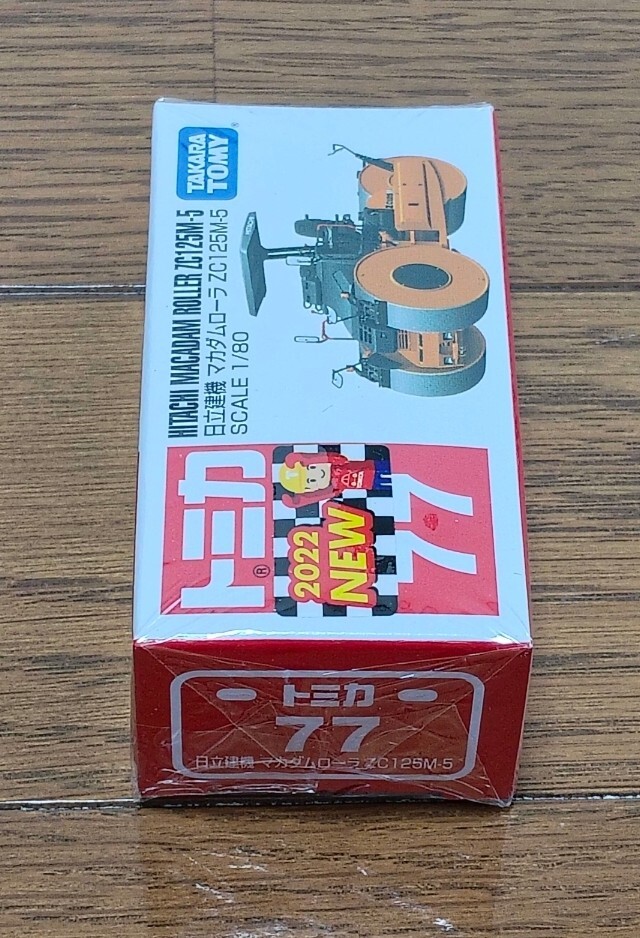 TAKARA
TOMY
HITACHI MACADAM ROLLER ZC125M-5
日立建機 マカダムローラ ZC125M-5
SCALE 1/80
トミカ
®
2022
NEW
77
トミカ
77
日立建機 マカダムローラ ZC125M-5